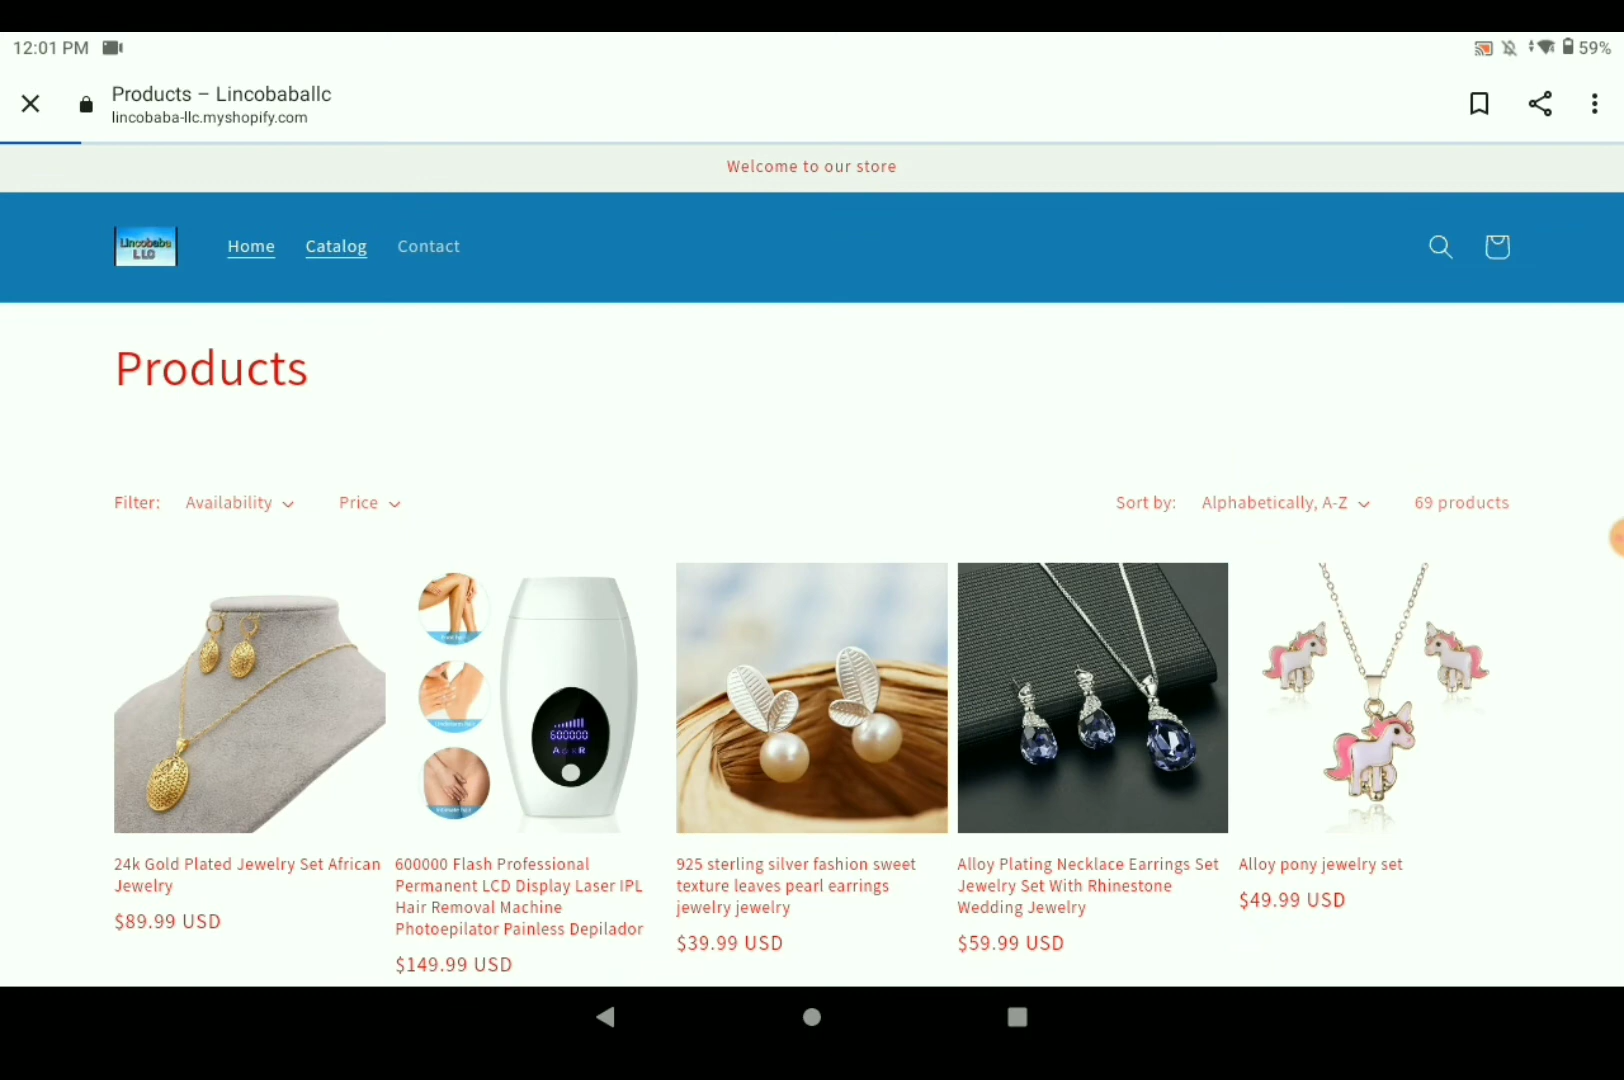 12:01 PM
59%
Products – Lincobaballc
lincobaba-llc.myshopify.com
Welcome to our store
Lincobaba
LLC
Home
Catalog
Contact
Products
Filter:
Availability
Price
Sort by:
Alphabetically, A-Z
69 products
600000
24k Gold Plated Jewelry Set African
Jewelry
$89.99 USD
600000 Flash Professional
Permanent LCD Display Laser IPL
Hair Removal Machine
Photoepilator Painless Depilador
$149.99 USD
925 sterling silver fashion sweet
texture leaves pearl earrings
jewelry jewelry
$39.99 USD
Alloy Plating Necklace Earrings Set
Jewelry Set With Rhinestone
Wedding Jewelry
$59.99 USD
Alloy pony jewelry set
$49.99 USD